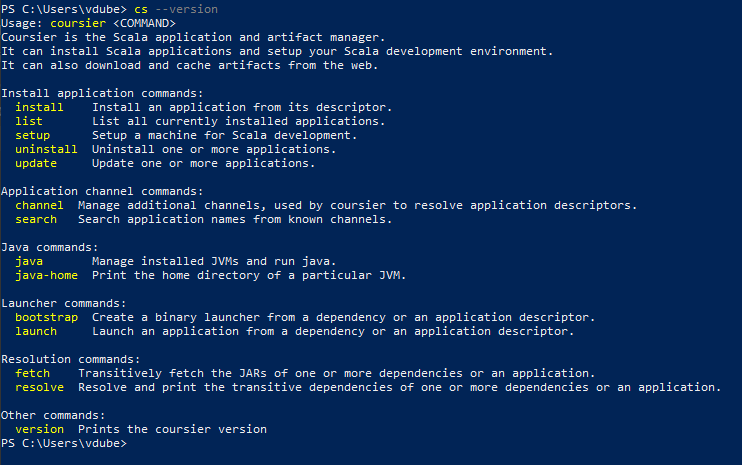 PS C:\Users\vdube> cs --version
Usage: coursier <COMMAND>
Coursier is the Scala application and artifact manager.
It can install Scala applications and setup your Scala development environment.
It can also download and cache artifacts from the web.

Install application commands:
  install    Install an application from its descriptor.
  list       List all currently installed applications.
  setup      Setup a machine for Scala development.
  uninstall  Uninstall one or more applications.
  update     Update one or more applications.

Application channel commands:
  channel  Manage additional channels, used by coursier to resolve application descriptors.
  search   Search application names from known channels.

Java commands:
  java       Manage installed JVMs and run java.
  java-home  Print the home directory of a particular JVM.

Launcher commands:
  bootstrap  Create a binary launcher from a dependency or an application descriptor.
  launch     Launch an application from a dependency or an application descriptor.

Resolution commands:
  fetch    Transitively fetch the JARs of one or more dependencies or an application.
  resolve  Resolve and print the transitive dependencies of one or more dependencies or an application.

Other commands:
  version  Prints the coursier version
PS C:\Users\vdube>